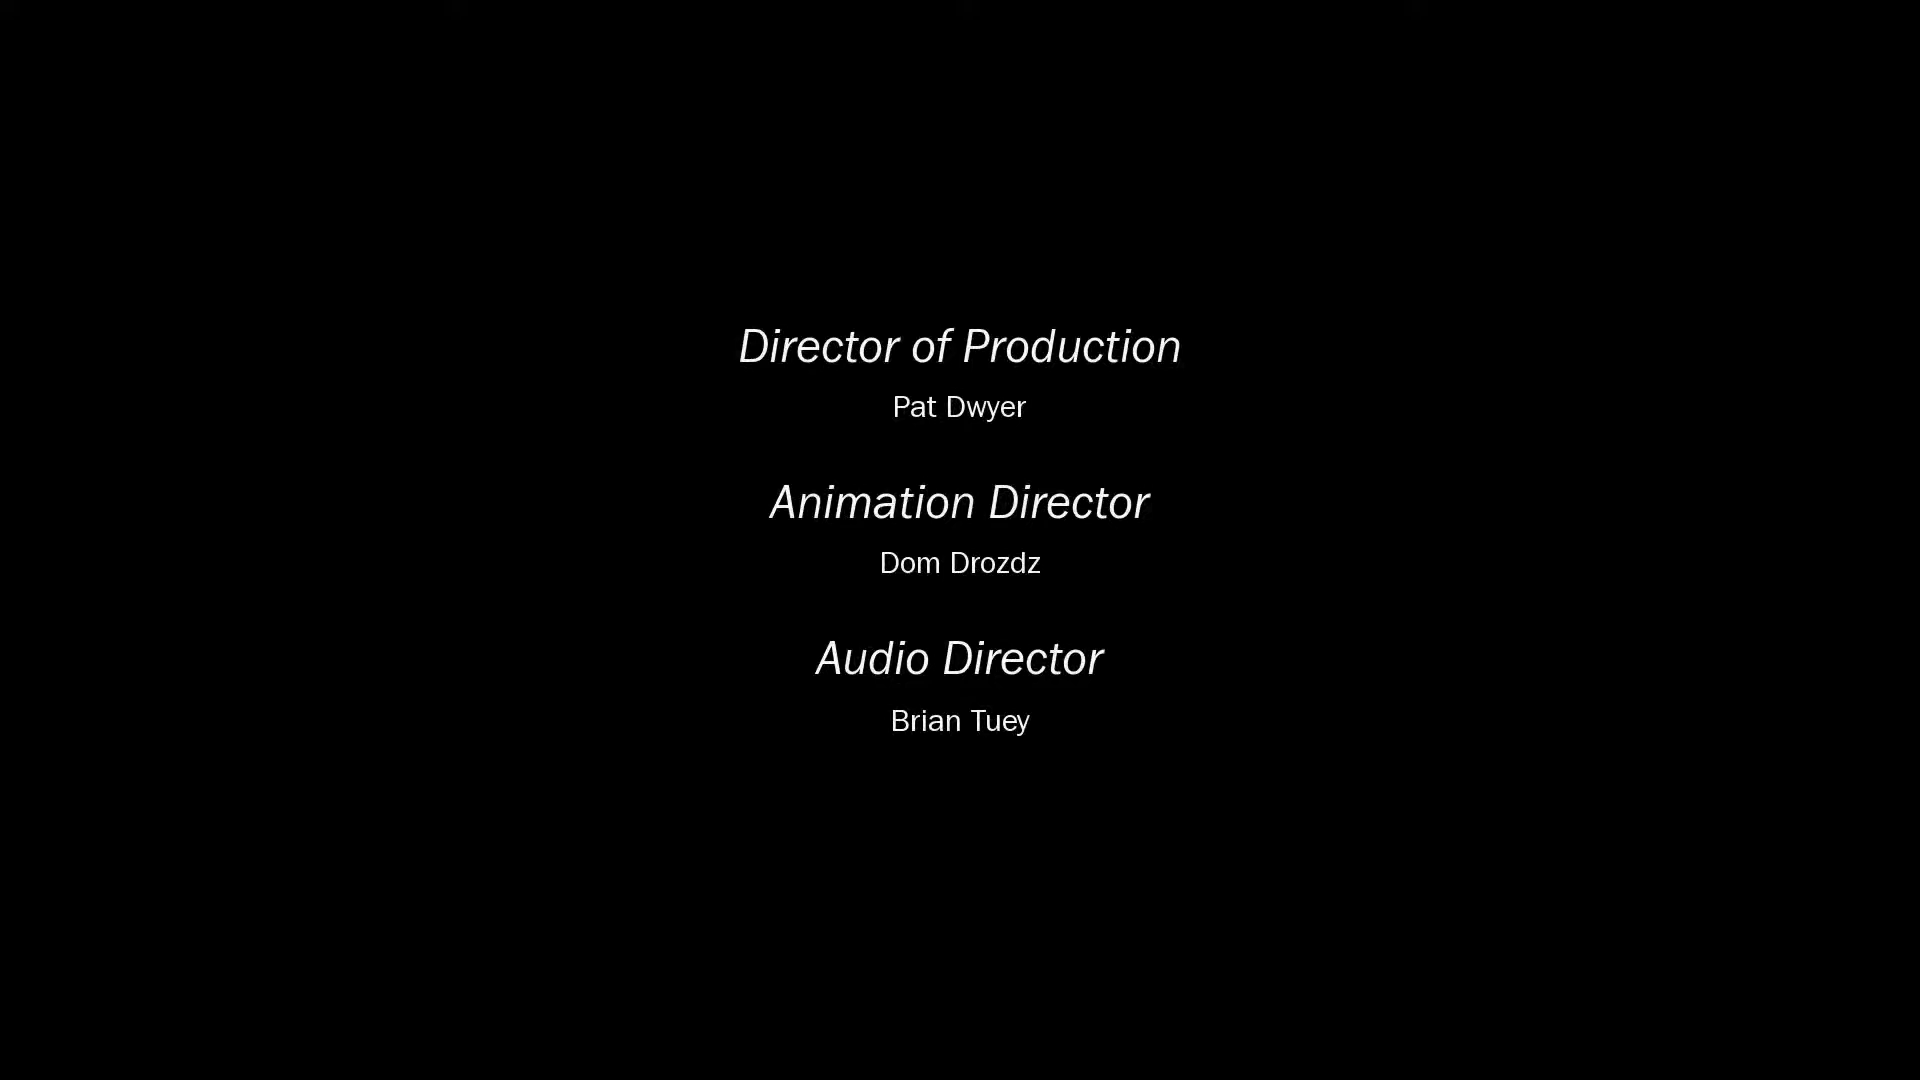 Director of Production
Pat Dwyer
Animation Director
Dom Drozdz
Audio Director
Brian Tuey